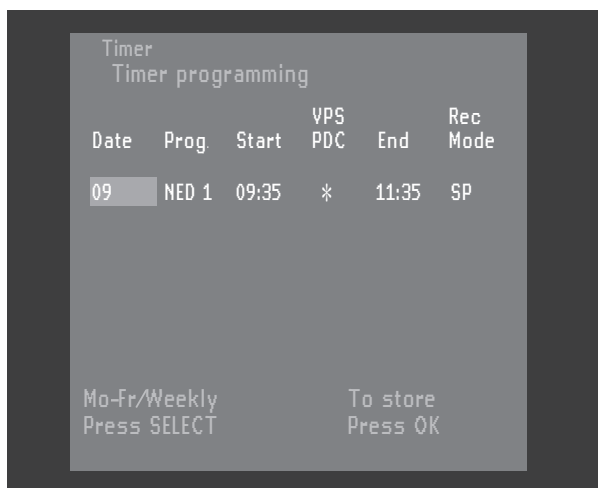 Timer
Timer programming
VPS Rec
Date Prog. Start PDC End Mode
09 NED 1 09:35 * 11:35 SP
Mo-Fr/Weekly To store
Press SELECT Press OK